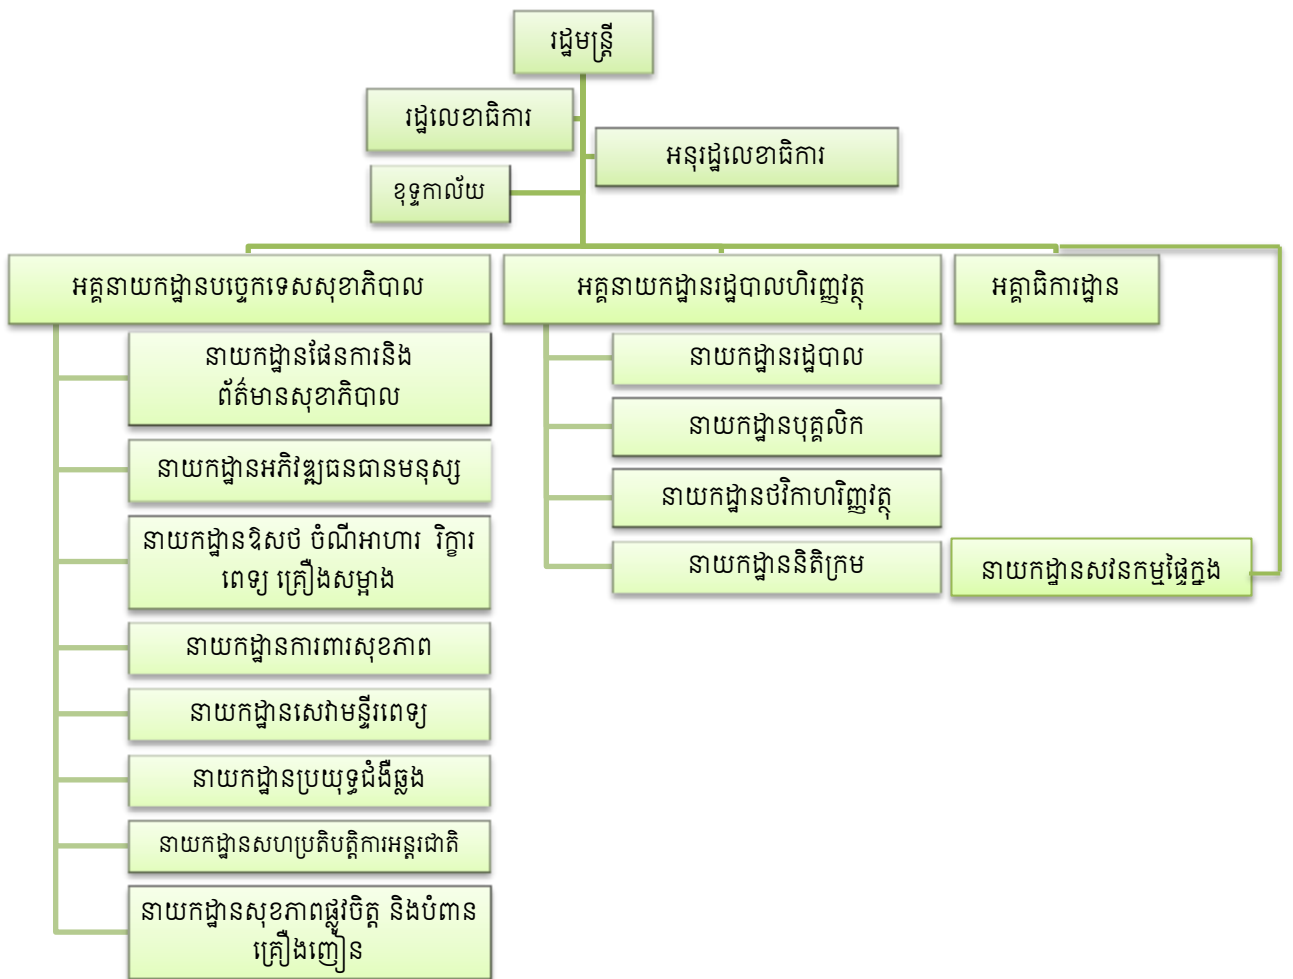 រដ្ឋមន្ត្រី
រដ្ឋលេខាធិការ
អនុរដ្ឋលេខាធិការ
ខុទ្ទកាល័យ
អគ្គនាយកដ្ឋានបច្ចេកទេសសុខាភិបាល
នាយកដ្ឋានផែនការនិង
ព័ត៌មានសុខាភិបាល
នាយកដ្ឋានអភិវឌ្ឍធនធានមនុស្ស
នាយកដ្ឋានឱសថ ចំណីអាហារ រិក្ខារ
ពេទ្យ គ្រឿងសម្អាង
នាយកដ្ឋានការពារសុខភាព
នាយកដ្ឋានសេវាមន្ទីរពេទ្យ
នាយកដ្ឋានប្រយុទ្ធជំងឺឆ្លង
នាយកដ្ឋានសហប្រតិបត្តិការអន្តរជាតិ
នាយកដ្ឋានសុខភាពផ្លូវចិត្ត និងបំពាន
គ្រឿងញៀន
អគ្គនាយកដ្ឋានរដ្ឋបាលហិរញ្ញវត្ថុ
នាយកដ្ឋានរដ្ឋបាល
នាយកដ្ឋានបុគ្គលិក
នាយកដ្ឋានថវិកាហរិញ្ញវត្ថុ
នាយកដ្ឋាននិតិក្រម
អគ្គាធិការដ្ឋាន
នាយកដ្ឋានសវនកម្មផ្ទៃក្នុង